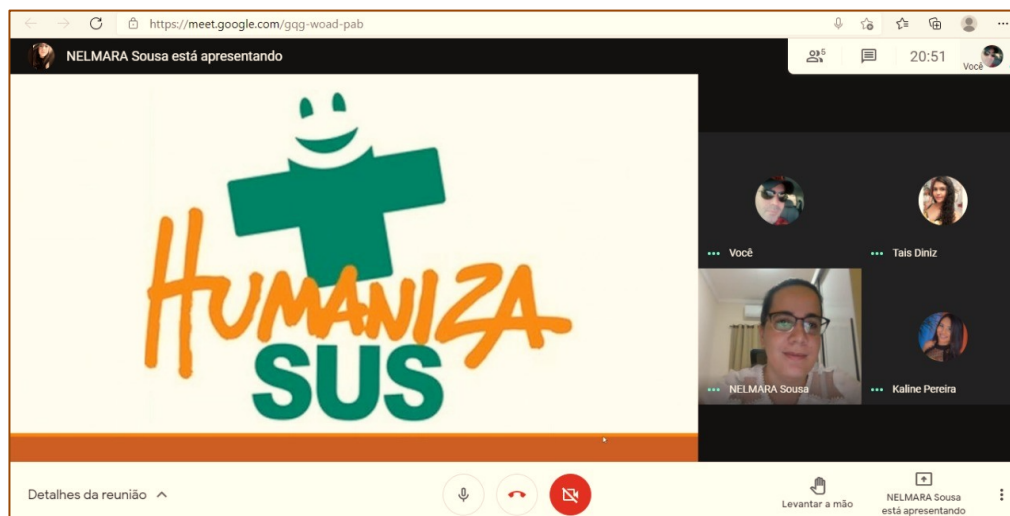 https://meet.google.com/gqg-woad-pab
NELMARA Sousa está apresentando
5
20:51
Você
HUMANIZA
SUS
Você
Tais Diniz
NELMARA Sousa
Kaline Pereira
Detalhes da reunião
Levantar a mão
NELMARA Sousa
está apresentando